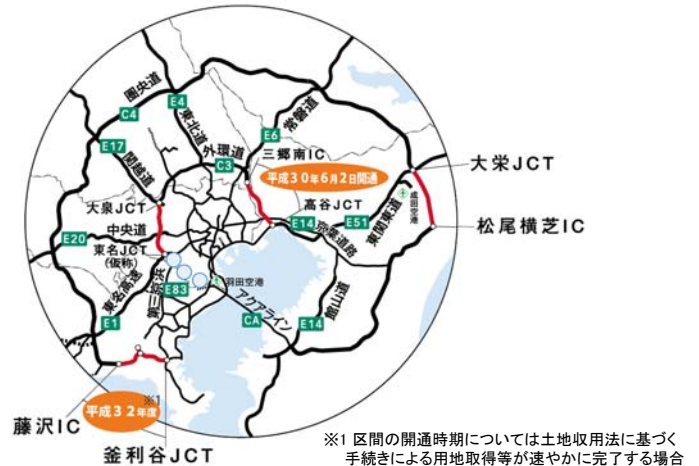 圏央道
C4
E4
東北道
E17
関越道
外環道
C3
E6
常磐道
三郷南IC
平成30年6月2日開通
大栄JCT
大泉JCT
高谷JCT
成田空港
東関東道
E51
E14
京葉道路
松尾横芝IC
中央道
E20
東名JCT
(仮称)
羽田空港
東名高速
第三京浜
E83
E1
アクアライン
CA
館山道
E14
※1
平成32年度
藤沢IC
釜利谷JCT
※1 区間の開通時期については土地収用法に基づく
手続きによる用地取得等が速やかに完了する場合